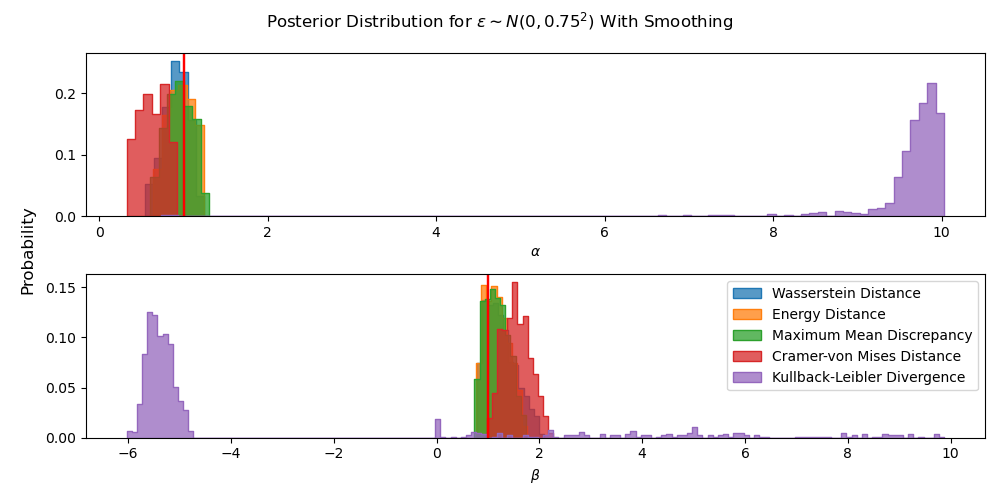 Posterior Distribution for ε ~ N(0, 0.75²) With Smoothing
0.2
0.1
0.0
0 2 4 6 8 10
α
Probability
0.15
0.10
0.05
0.00
Wasserstein Distance
Energy Distance
Maximum Mean Discrepancy
Cramer-von Mises Distance
Kullback-Leibler Divergence
−6 −4 −2 0 2 4 6 8 10
β